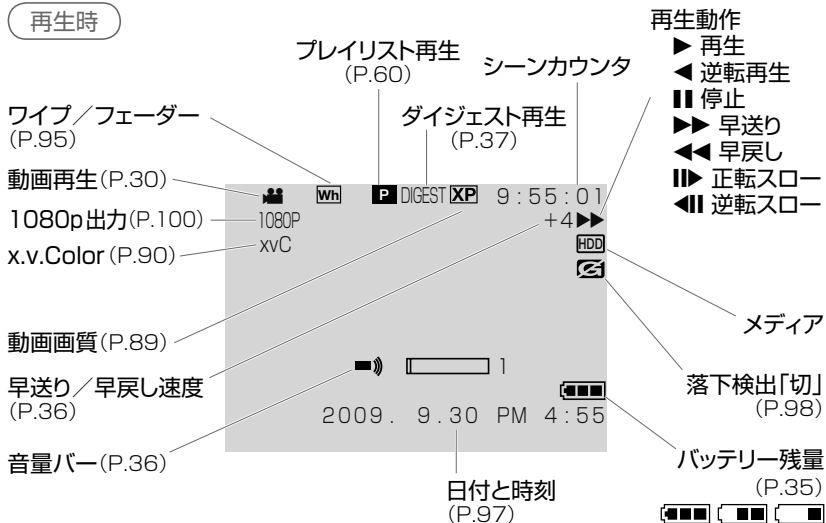 再生時
プレイリスト再生
(P.60)
シーンカウンタ
再生動作
▶ 再生
◀ 逆転再生
❚❚ 停止
▶▶ 早送り
◀◀ 早戻し
❚❚▶ 正転スロー
◀❚❚ 逆転スロー
ワイプ／フェーダー
(P.95)
ダイジェスト再生
(P.37)
動画再生(P.30)
1080p出力(P.100)
x.v.Color(P.90)
Wh P DIGEST XP 9:55:01
1080P +4▶▶
xvC HDD
動画画質(P.89)
早送り／早戻し速度
(P.36)
音量バー(P.36)
1
2009. 9.30 PM 4:55
メディア
落下検出「切」
(P.98)
バッテリー残量
(P.35)
日付と時刻
(P.97)